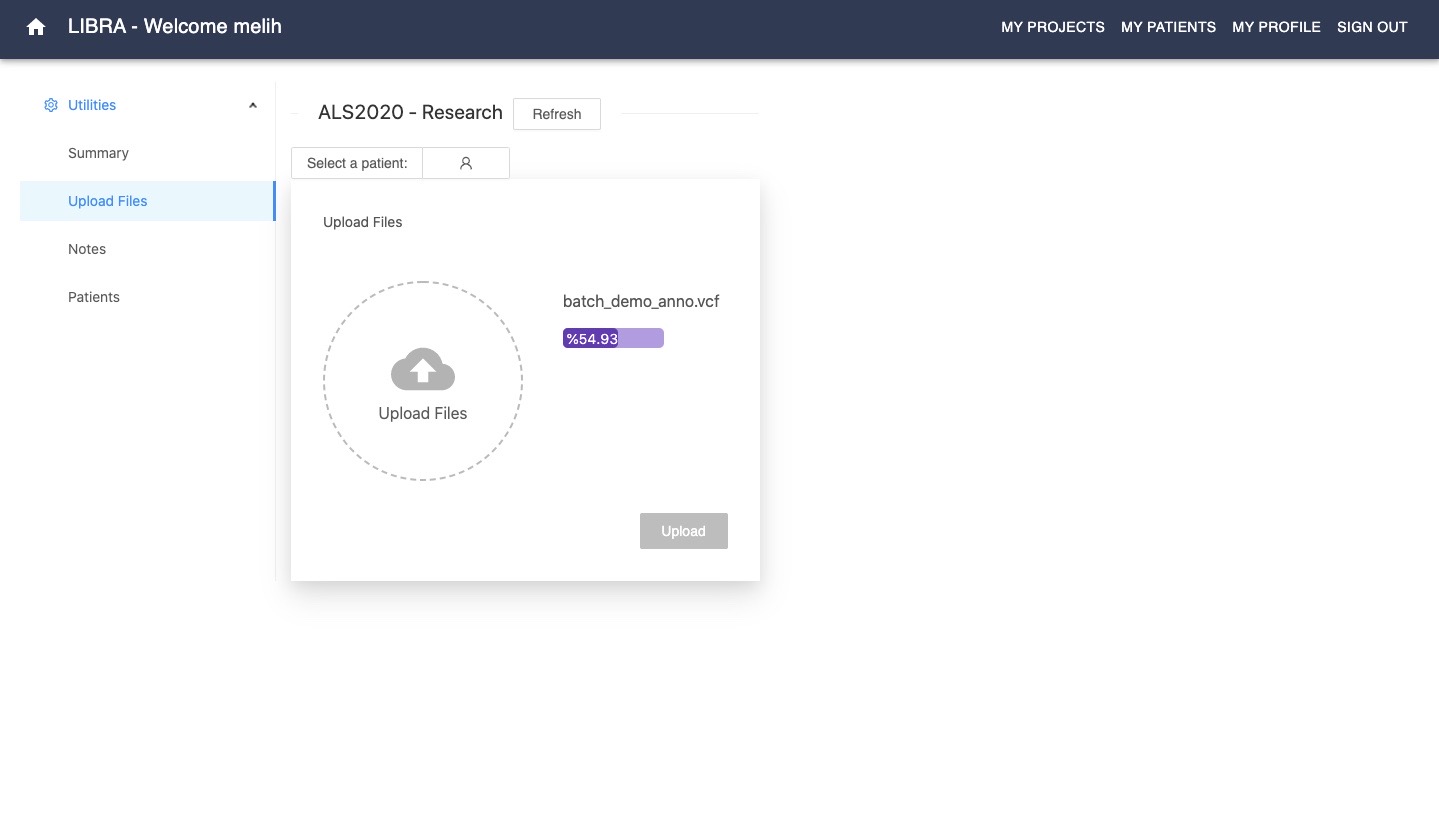 LIBRA - Welcome melih
MY PROJECTS MY PATIENTS MY PROFILE SIGN OUT
Utilities
Summary
Upload Files
Notes
Patients
ALS2020 - Research
Refresh
Select a patient:
Upload Files
batch_demo_anno.vcf
%54.93
Upload Files
Upload